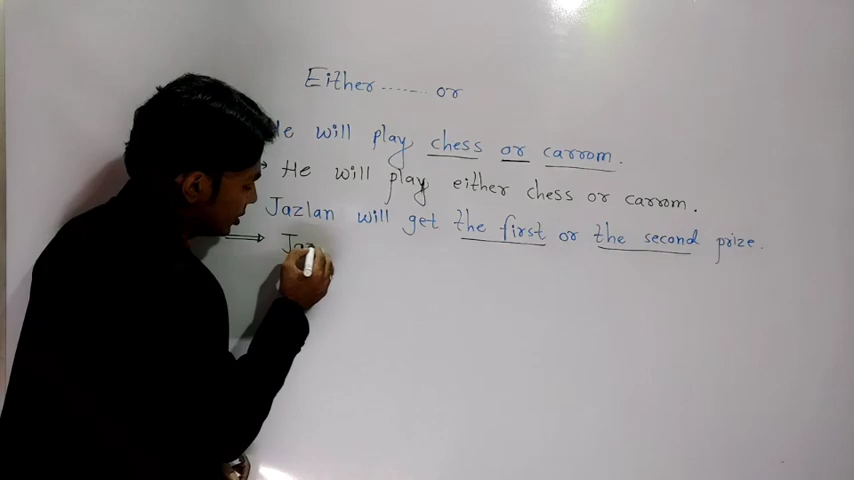 Either ....... or
He will play chess or carrom.
⇒ He will play either chess or carrom.
Jazlan will get the first or the second prize.
⇒ Jaz